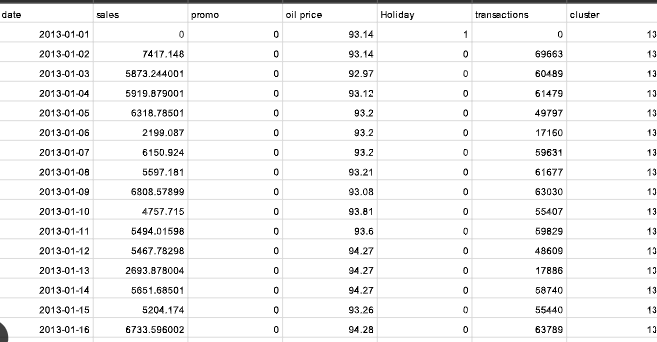 date sales promo oil price Holiday transactions cluster
2013-01-01 0 0 93.14 1 0 13
2013-01-02 7417.148 0 93.14 0 69663 13
2013-01-03 5873.244001 0 92.97 0 60489 13
2013-01-04 5919.879001 0 93.12 0 61479 13
2013-01-05 6318.78501 0 93.2 0 49797 13
2013-01-06 2199.087 0 93.2 0 17160 13
2013-01-07 6150.924 0 93.2 0 59631 13
2013-01-08 5597.181 0 93.21 0 61677 13
2013-01-09 6808.57899 0 93.08 0 63030 13
2013-01-10 4757.715 0 93.81 0 55407 13
2013-01-11 5494.01598 0 93.6 0 59829 13
2013-01-12 5467.78298 0 94.27 0 48609 13
2013-01-13 2693.878004 0 94.27 0 17886 13
2013-01-14 5651.68501 0 94.27 0 58740 13
2013-01-15 5204.174 0 93.26 0 55440 13
2013-01-16 6733.596002 0 94.28 0 63789 13